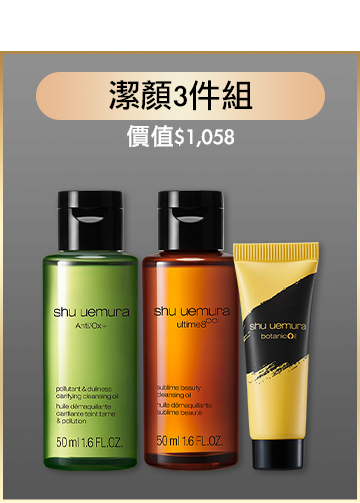 潔顏3件組
價值$1,058
shu uemura
Anti/Oxi+
pollutant & dullness
clarifying cleansing oil
huile démaquillante
clarifiante teint terne
& pollution
50 ml 1.6 FL.OZ.
shu uemura
ultime8∞
sublime beauty
cleansing oil
huile démaquillante
sublime beauté
50 ml 1.6 FL.OZ.
shu uemura
botanicOil